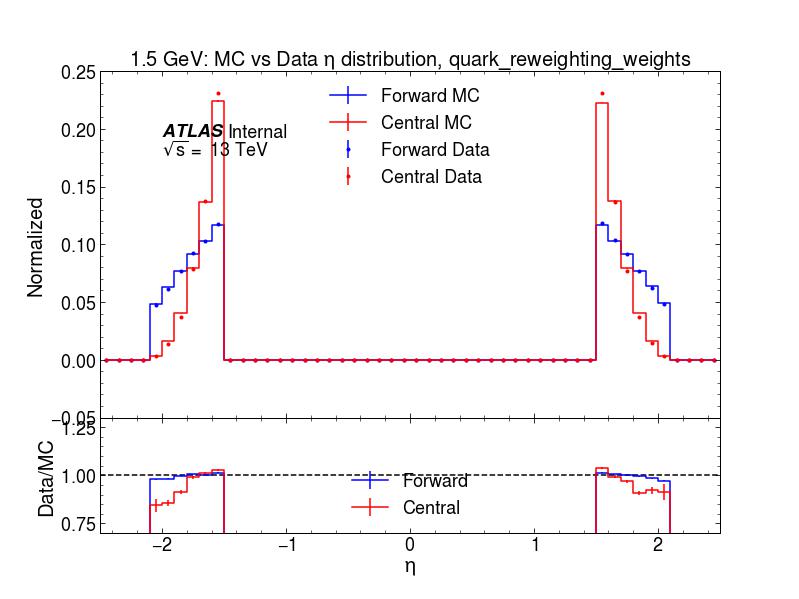 1.5 GeV: MC vs Data η distribution, quark_reweighting_weights
0.25
0.20
0.15
0.10
0.05
0.00
−0.05
Normalized
ATLAS Internal
√s = 13 TeV
Forward MC
Central MC
Forward Data
Central Data
1.25
1.00
0.75
Data/MC
Forward
Central
−2 −1 0 1 2
η